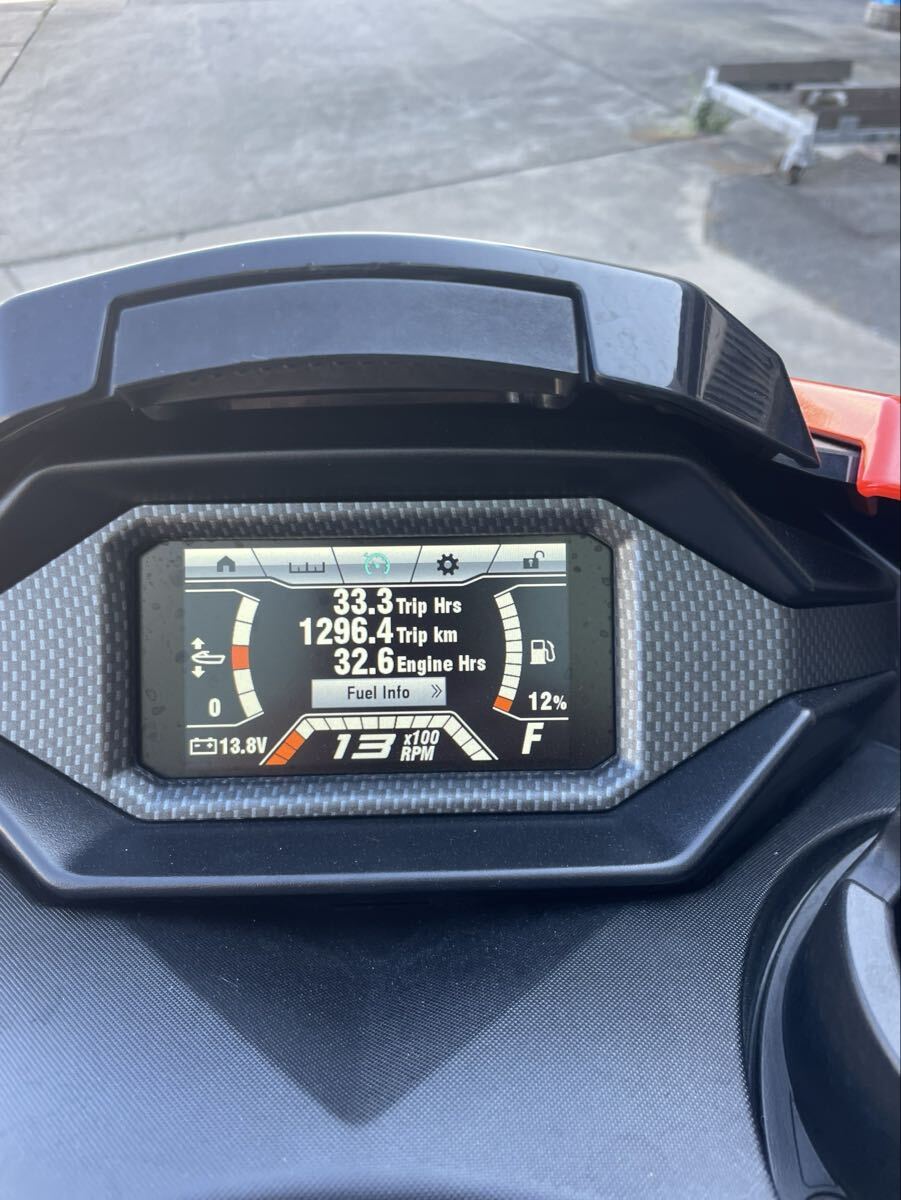 33.3 Trip Hrs
1296.4 Trip km
32.6 Engine Hrs
Fuel Info
0
12%
13.8V
13 x100 RPM
F